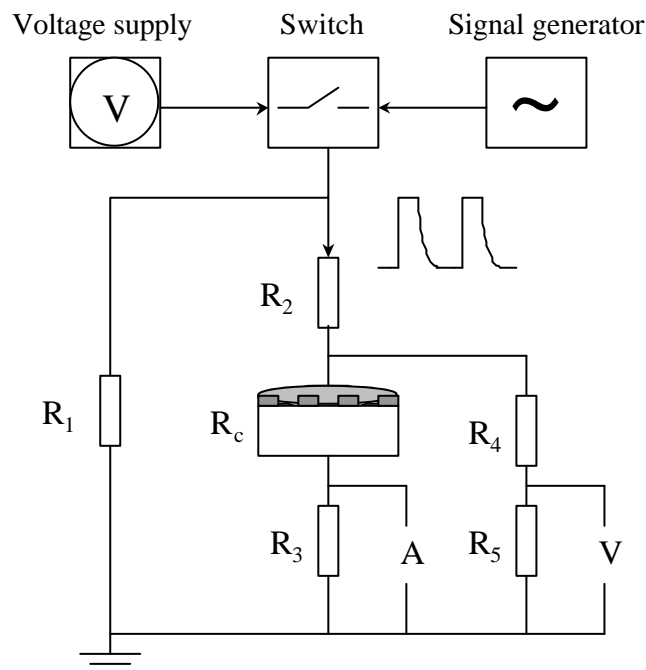 Voltage supply Switch Signal generator
V ~
R2
R1 Rc R4
R3 A R5 V